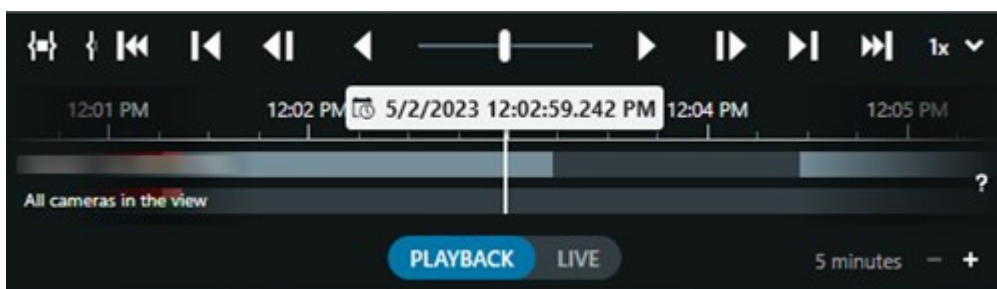 1x
12:01 PM 12:02 PM 5/2/2023 12:02:59.242 PM 12:04 PM 12:05 PM
?
All cameras in the view
PLAYBACK LIVE 5 minutes - +